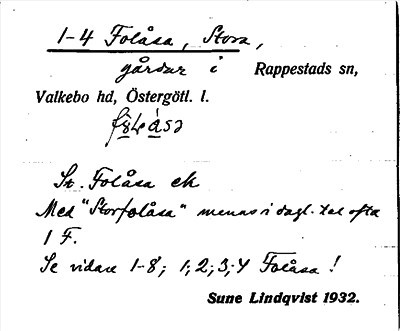 1-4 Folåsa, Stora,
gårdar i Rappestads sn,
Valkebo hd, Östergötl. l.
St. Folåsa ek
Med "Storfolåsa" menas i dagl. tal ofta
1 F.
Se vidare 1-8; 1;2;3;4 Folåsa!
Sune Lindqvist 1932.